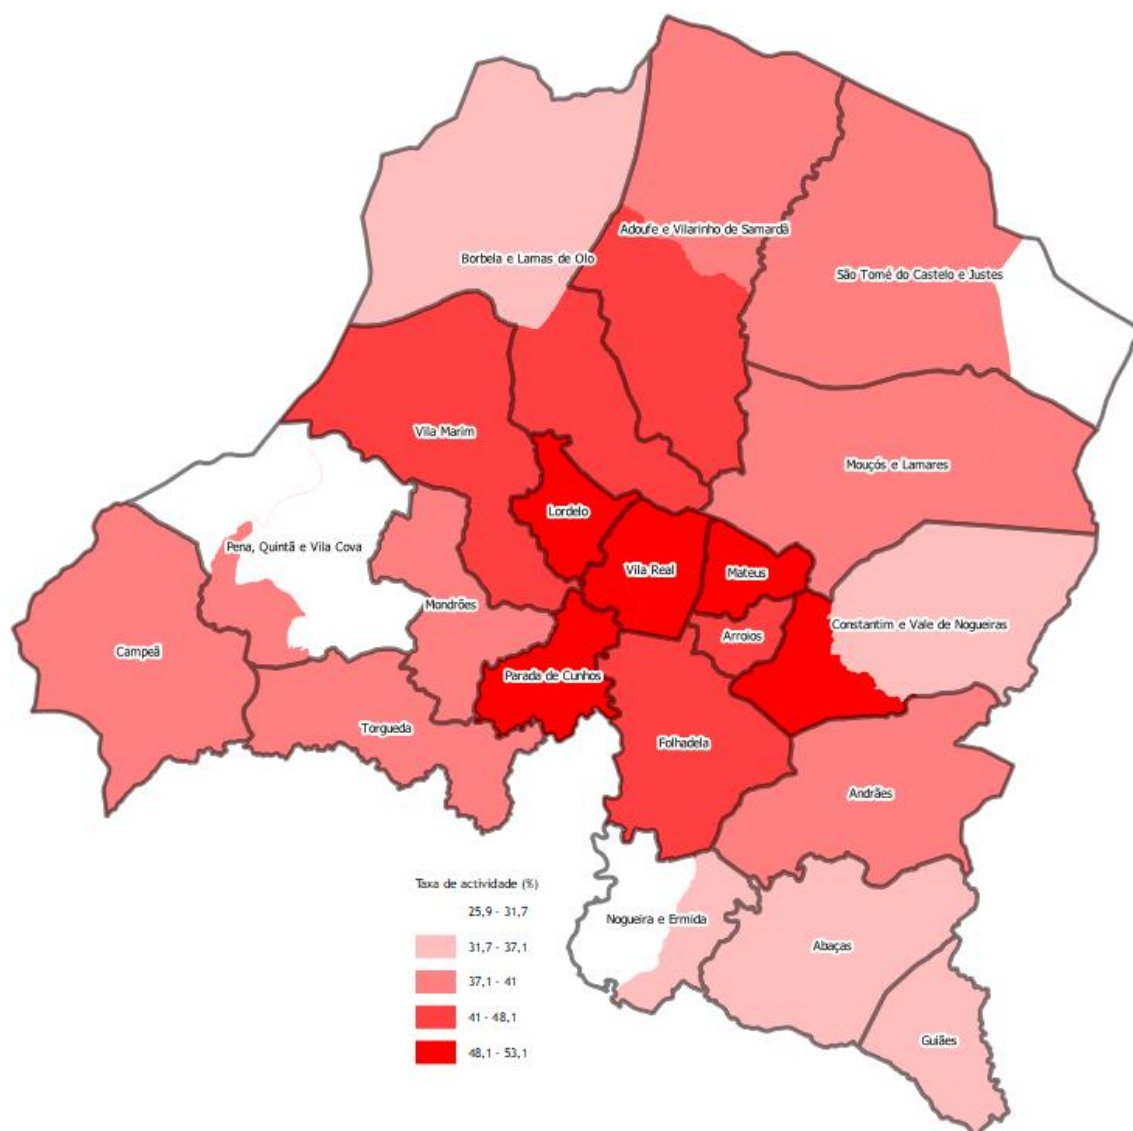 Adoufe e Vilarinho de Samardã
Borbela e Lamas de Olo
São Tomé do Castelo e Justes
Vila Marim
Mouçós e Lamares
Lordelo
Pena, Quintã e Vila Cova
Vila Real
Mateus
Mondrões
Constantim e Vale de Nogueiras
Arroios
Campeã
Parada de Cunhos
Torgueda
Folhadela
Andrães
Taxa de actividade (%)
25,9 - 31,7
Nogueira e Ermida
31,7 - 37,1
Abaças
37,1 - 41
41 - 48,1
Guiães
48,1 - 53,1